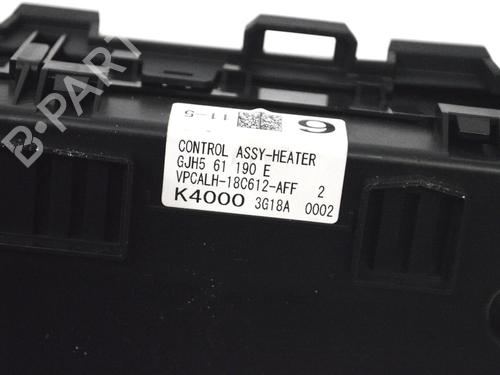 11-5
6
CONTROL ASSY-HEATER
GJH5 61 190 E
VPCALH-18C612-AFF 2
K4000 3G18A 0002
B-PARTS